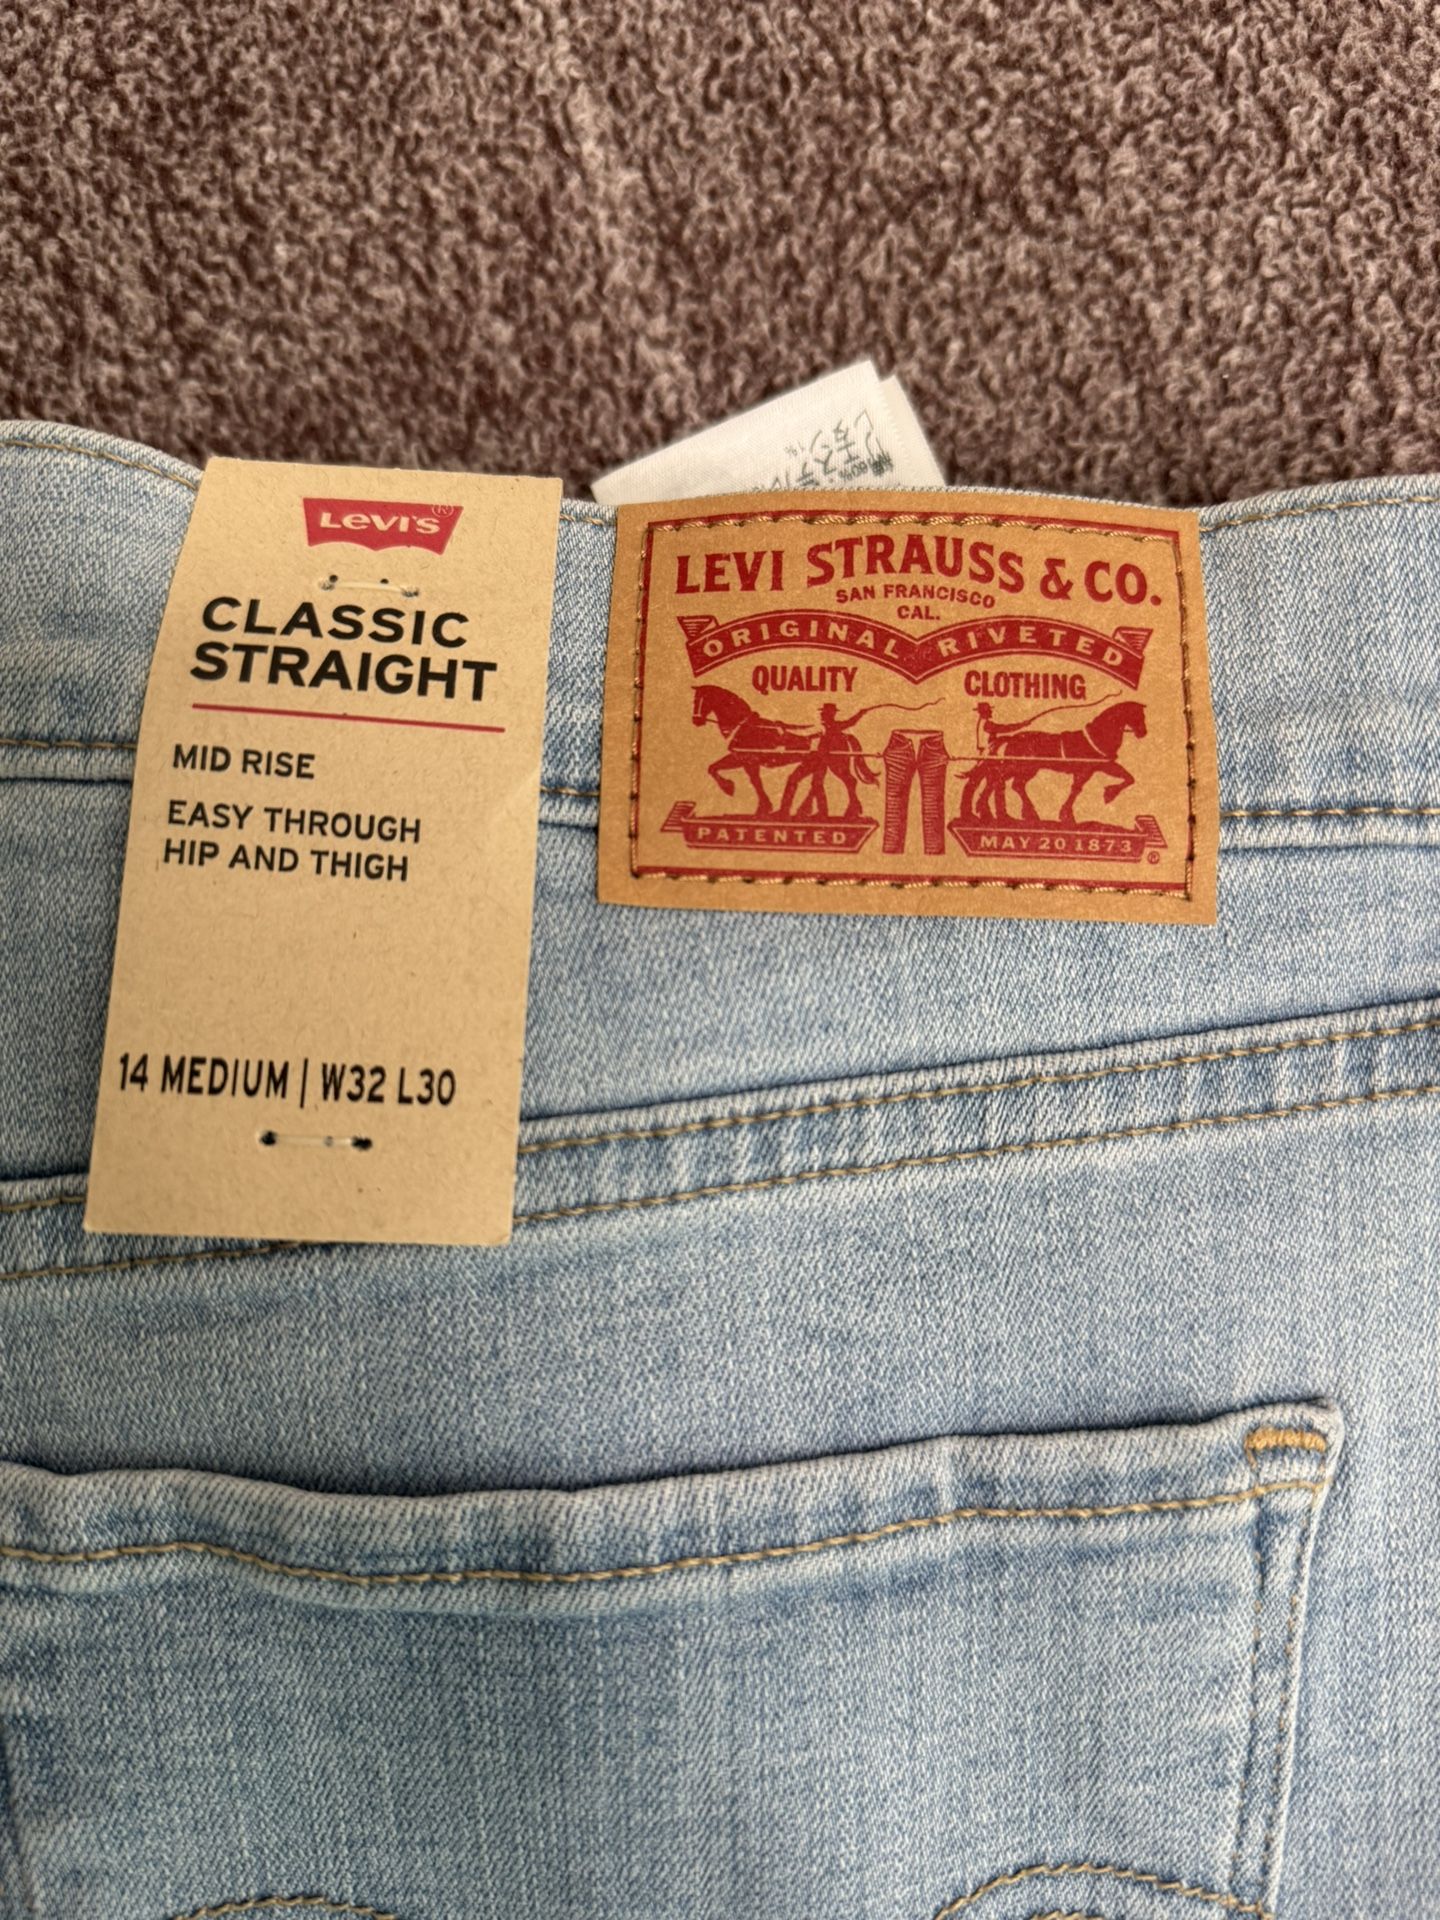 LEVI'S®
CLASSIC
STRAIGHT
MID RISE
EASY THROUGH
HIP AND THIGH
14 MEDIUM | W32 L30
LEVI STRAUSS & CO.
SAN FRANCISCO
CAL.
ORIGINAL RIVETED
QUALITY CLOTHING
PATENTED MAY 20 1873 ®